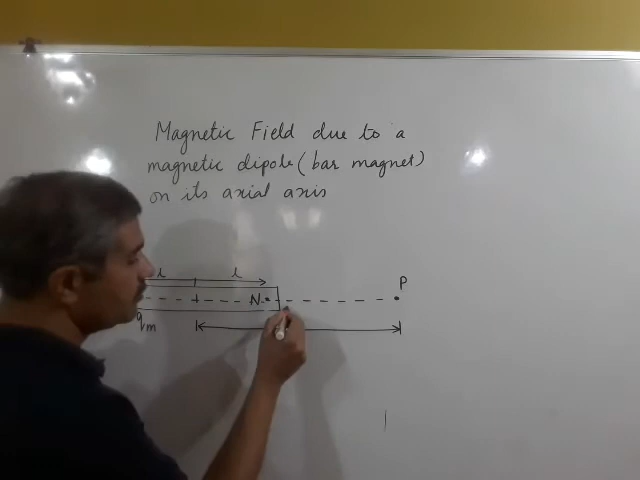 Magnetic Field due to a
magnetic dipole (bar magnet)
on its axial axis
l l
P
N
qm